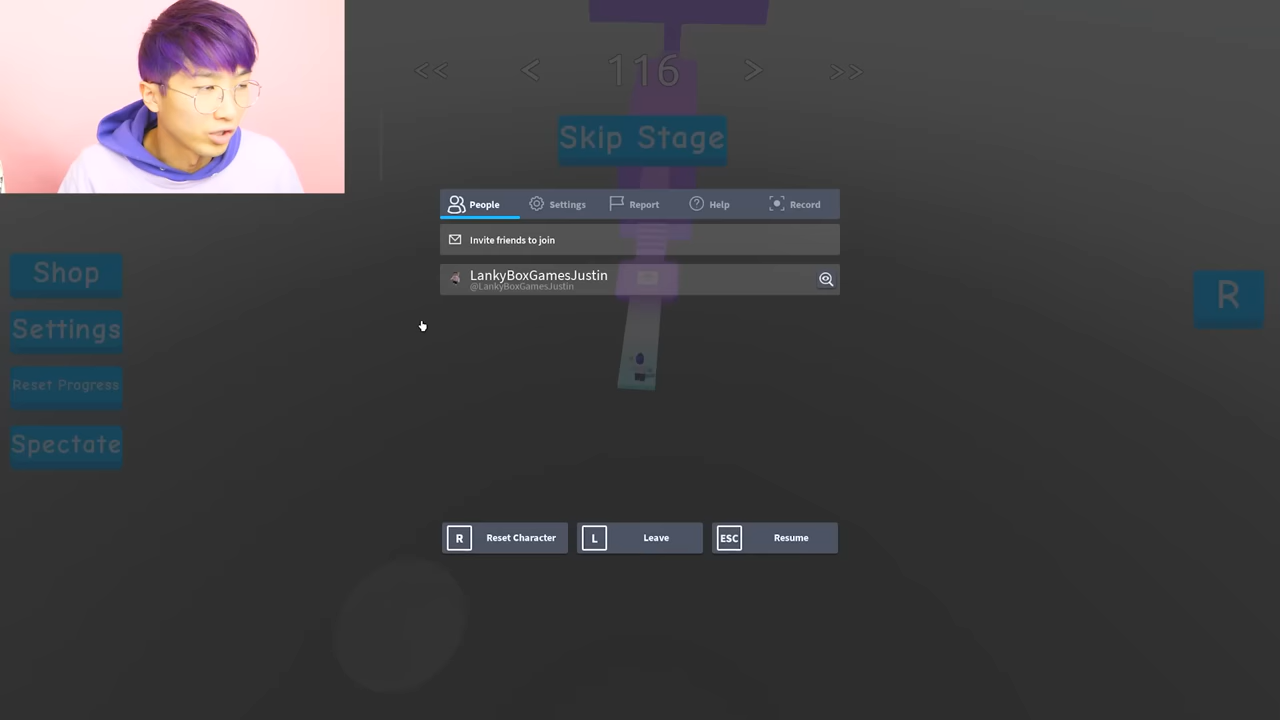 << < 116 > >>
Skip Stage
People Settings Report Help Record
Invite friends to join
LankyBoxGamesJustin
@LankyBoxGamesJustin
Shop
Settings
Reset Progress
Spectate
R
R Reset Character L Leave ESC Resume